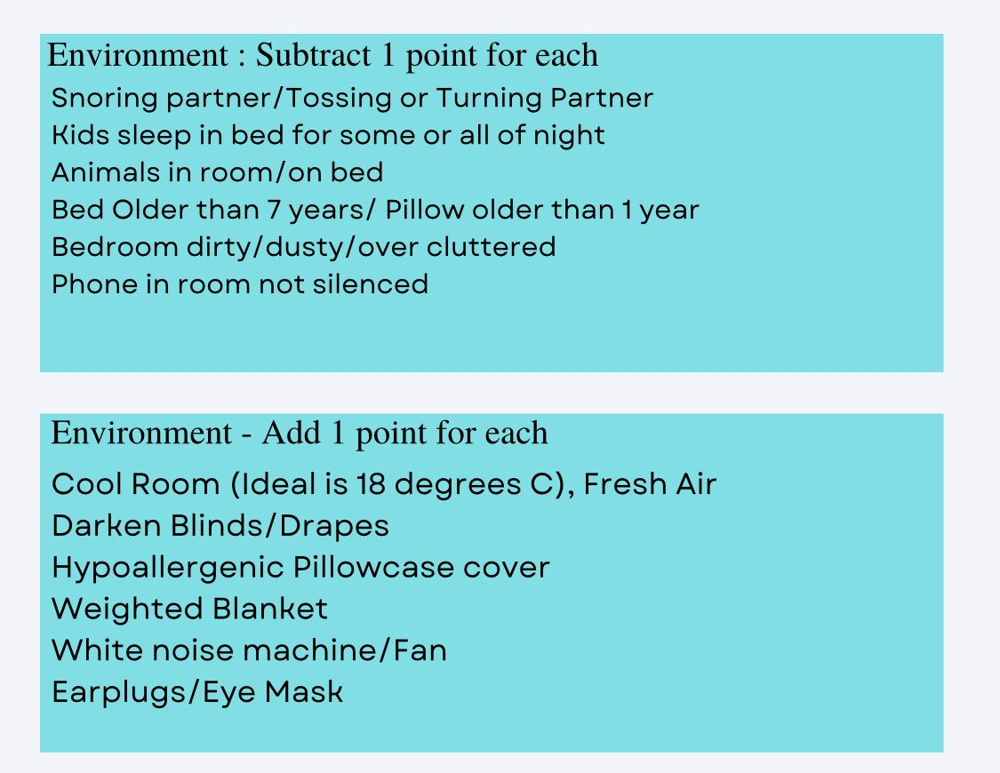 Environment : Subtract 1 point for each
Snoring partner/Tossing or Turning Partner
Kids sleep in bed for some or all of night
Animals in room/on bed
Bed Older than 7 years/ Pillow older than 1 year
Bedroom dirty/dusty/over cluttered
Phone in room not silenced
Environment - Add 1 point for each
Cool Room (Ideal is 18 degrees C), Fresh Air
Darken Blinds/Drapes
Hypoallergenic Pillowcase cover
Weighted Blanket
White noise machine/Fan
Earplugs/Eye Mask